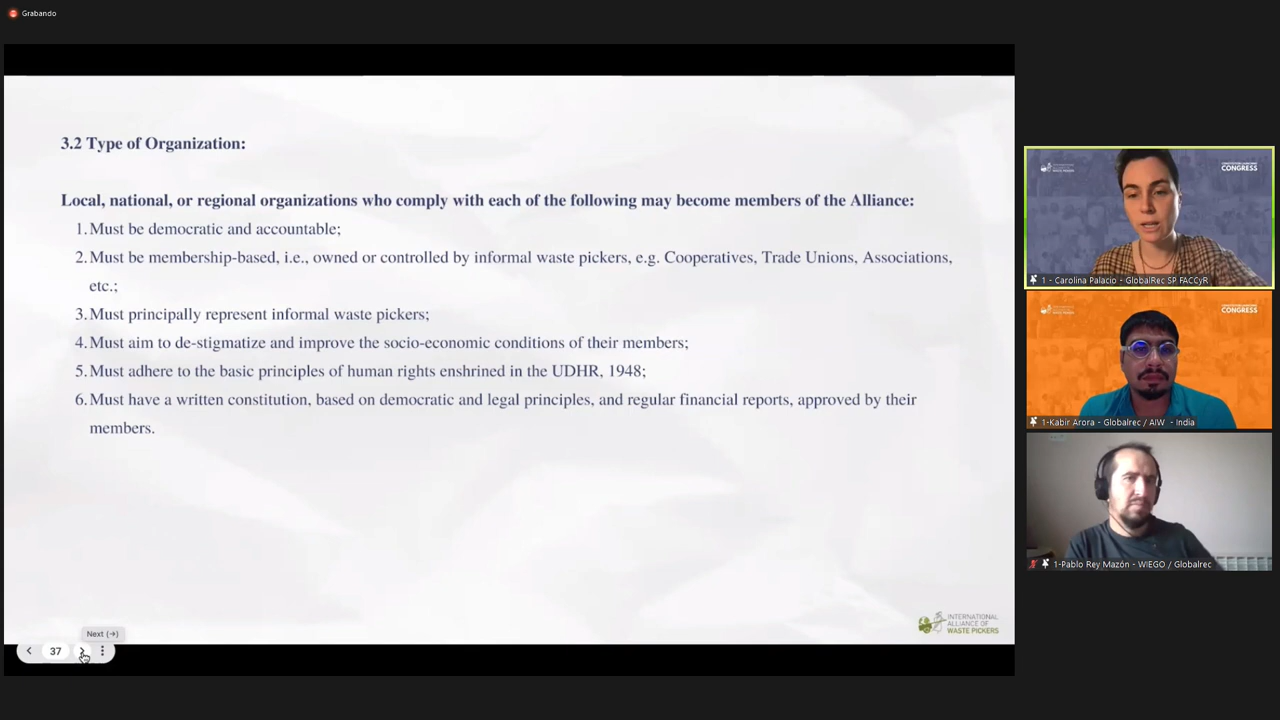 Grabando
3.2 Type of Organization:
Local, national, or regional organizations who comply with each of the following may become members of the Alliance:
1. Must be democratic and accountable;
2. Must be membership-based, i.e., owned or controlled by informal waste pickers, e.g. Cooperatives, Trade Unions, Associations,
etc.;
3. Must principally represent informal waste pickers;
4. Must aim to de-stigmatize and improve the socio-economic conditions of their members;
5. Must adhere to the basic principles of human rights enshrined in the UDHR, 1948;
6. Must have a written constitution, based on democratic and legal principles, and regular financial reports, approved by their
members.
INTERNATIONAL
ALLIANCE OF
WASTE PICKERS
Next (→)
37
CONGRESS
1 - Carolina Palacio - GlobalRec SP FACCyR
CONGRESS
1-Kabir Arora - Globalrec / AIW - India
1-Pablo Rey Mazón - WIEGO / Globalrec